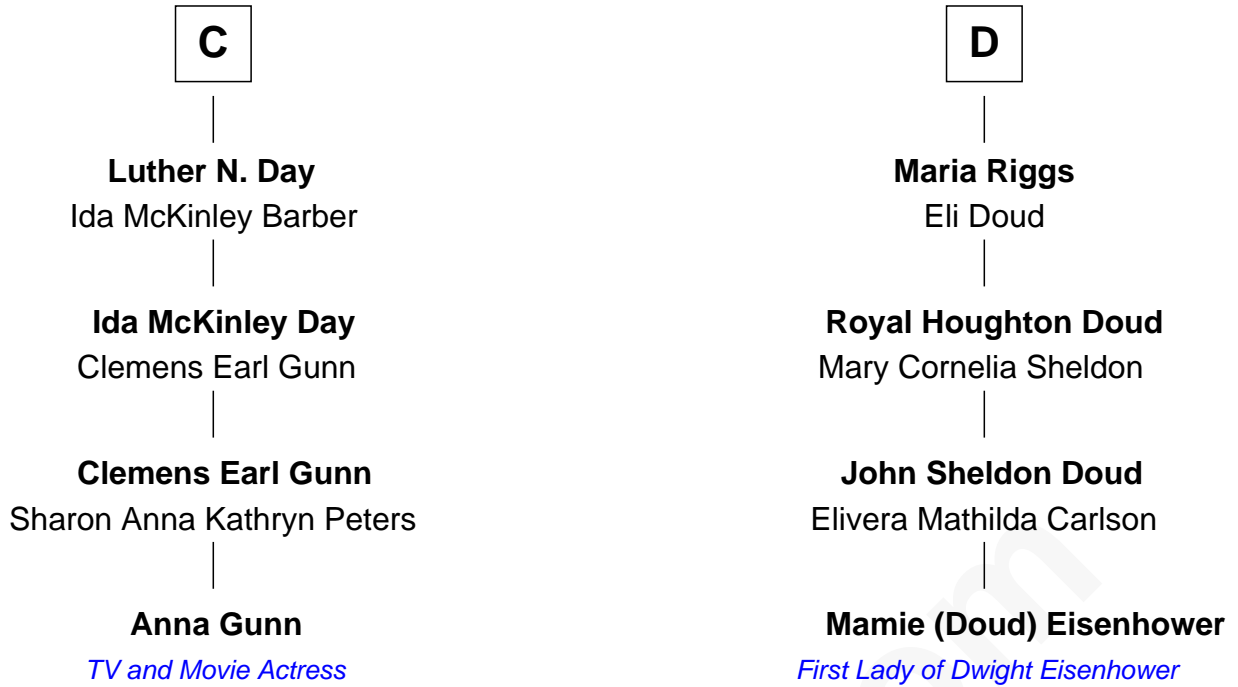 C
Luther N. Day
Ida McKinley Barber
Ida McKinley Day
Clemens Earl Gunn
Clemens Earl Gunn
Sharon Anna Kathryn Peters
Anna Gunn
TV and Movie Actress
D
Maria Riggs
Eli Doud
Royal Houghton Doud
Mary Cornelia Sheldon
John Sheldon Doud
Elivera Mathilda Carlson
Mamie (Doud) Eisenhower
First Lady of Dwight Eisenhower